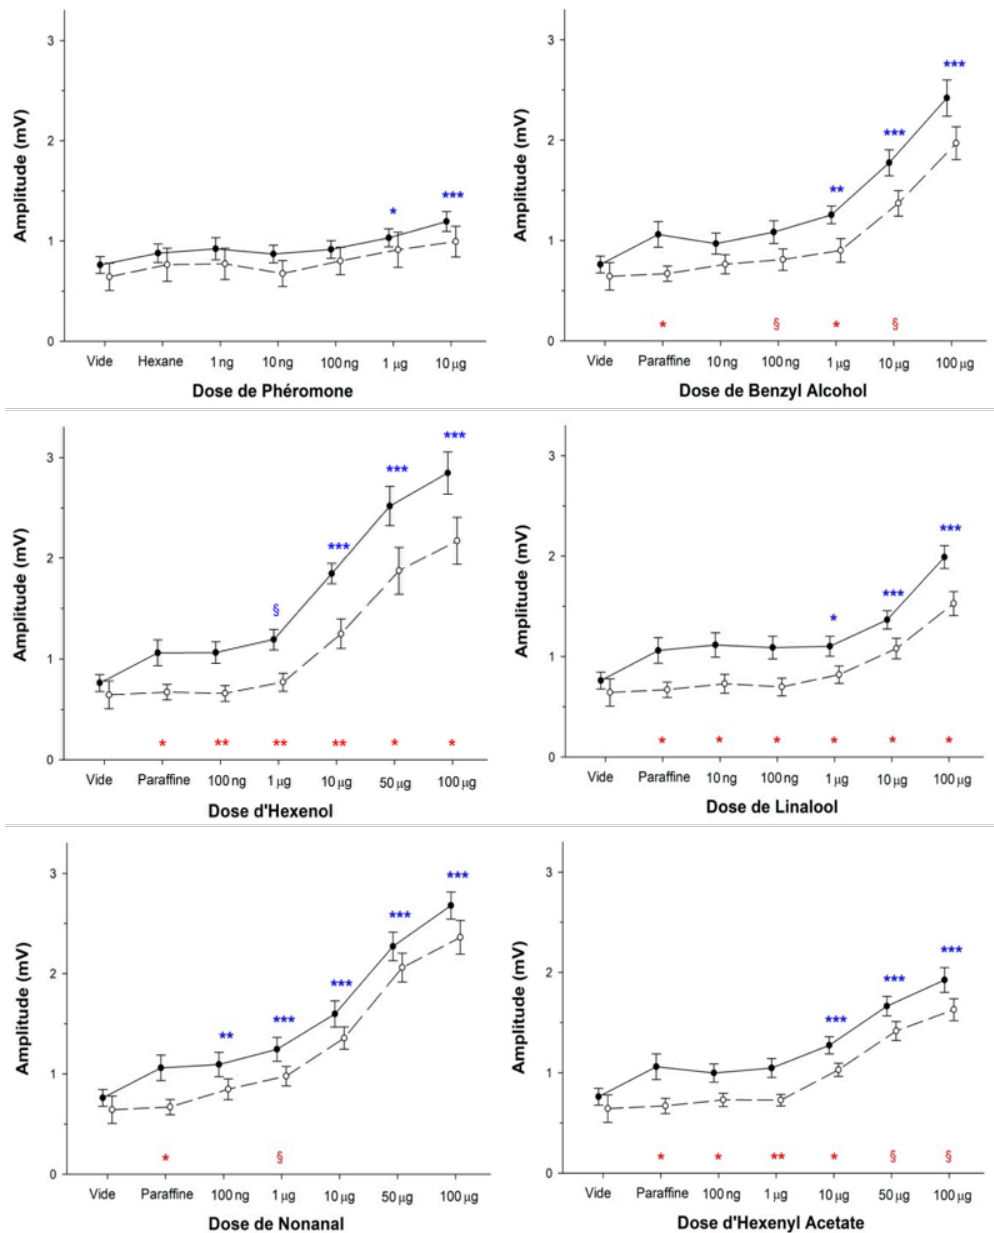 3
2
1
0
Amplitude (mV)
*
***
Vide Hexane 1 ng 10 ng 100 ng 1 µg 10 µg
Dose de Phéromone
3
2
1
0
Amplitude (mV)
**
***
***
* § * §
Vide Paraffine 10 ng 100 ng 1 µg 10 µg 100 µg
Dose de Benzyl Alcohol
3
2
1
0
Amplitude (mV)
§
***
***
***
* ** ** ** * *
Vide Paraffine 100 ng 1 µg 10 µg 50 µg 100 µg
Dose d'Hexenol
3
2
1
0
Amplitude (mV)
*
***
***
* * * * * *
Vide Paraffine 10 ng 100 ng 1 µg 10 µg 100 µg
Dose de Linalool
3
2
1
0
Amplitude (mV)
**
***
***
***
***
* §
Vide Paraffine 100 ng 1 µg 10 µg 50 µg 100 µg
Dose de Nonanal
3
2
1
0
Amplitude (mV)
***
***
***
* * ** * § §
Vide Paraffine 100 ng 1 µg 10 µg 50 µg 100 µg
Dose d'Hexenyl Acetate